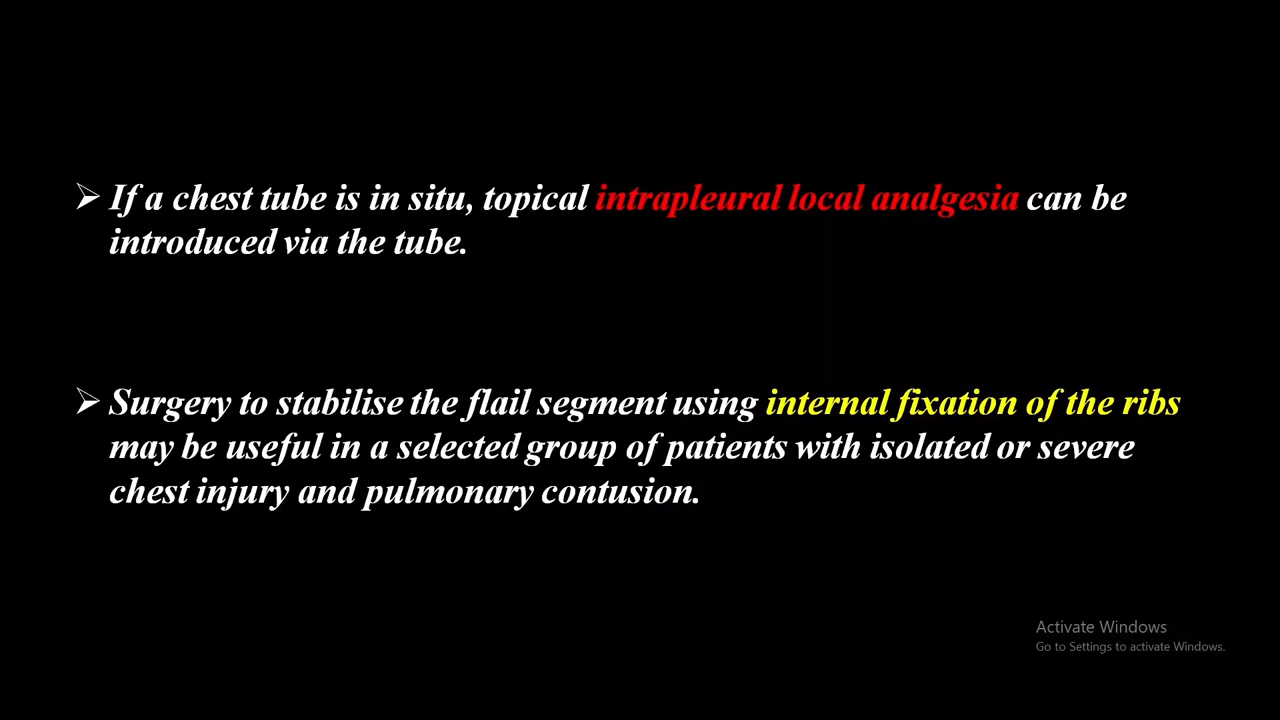 ➢ If a chest tube is in situ, topical intrapleural local analgesia can be
introduced via the tube.
➢ Surgery to stabilise the flail segment using internal fixation of the ribs
may be useful in a selected group of patients with isolated or severe
chest injury and pulmonary contusion.
Activate Windows
Go to Settings to activate Windows.